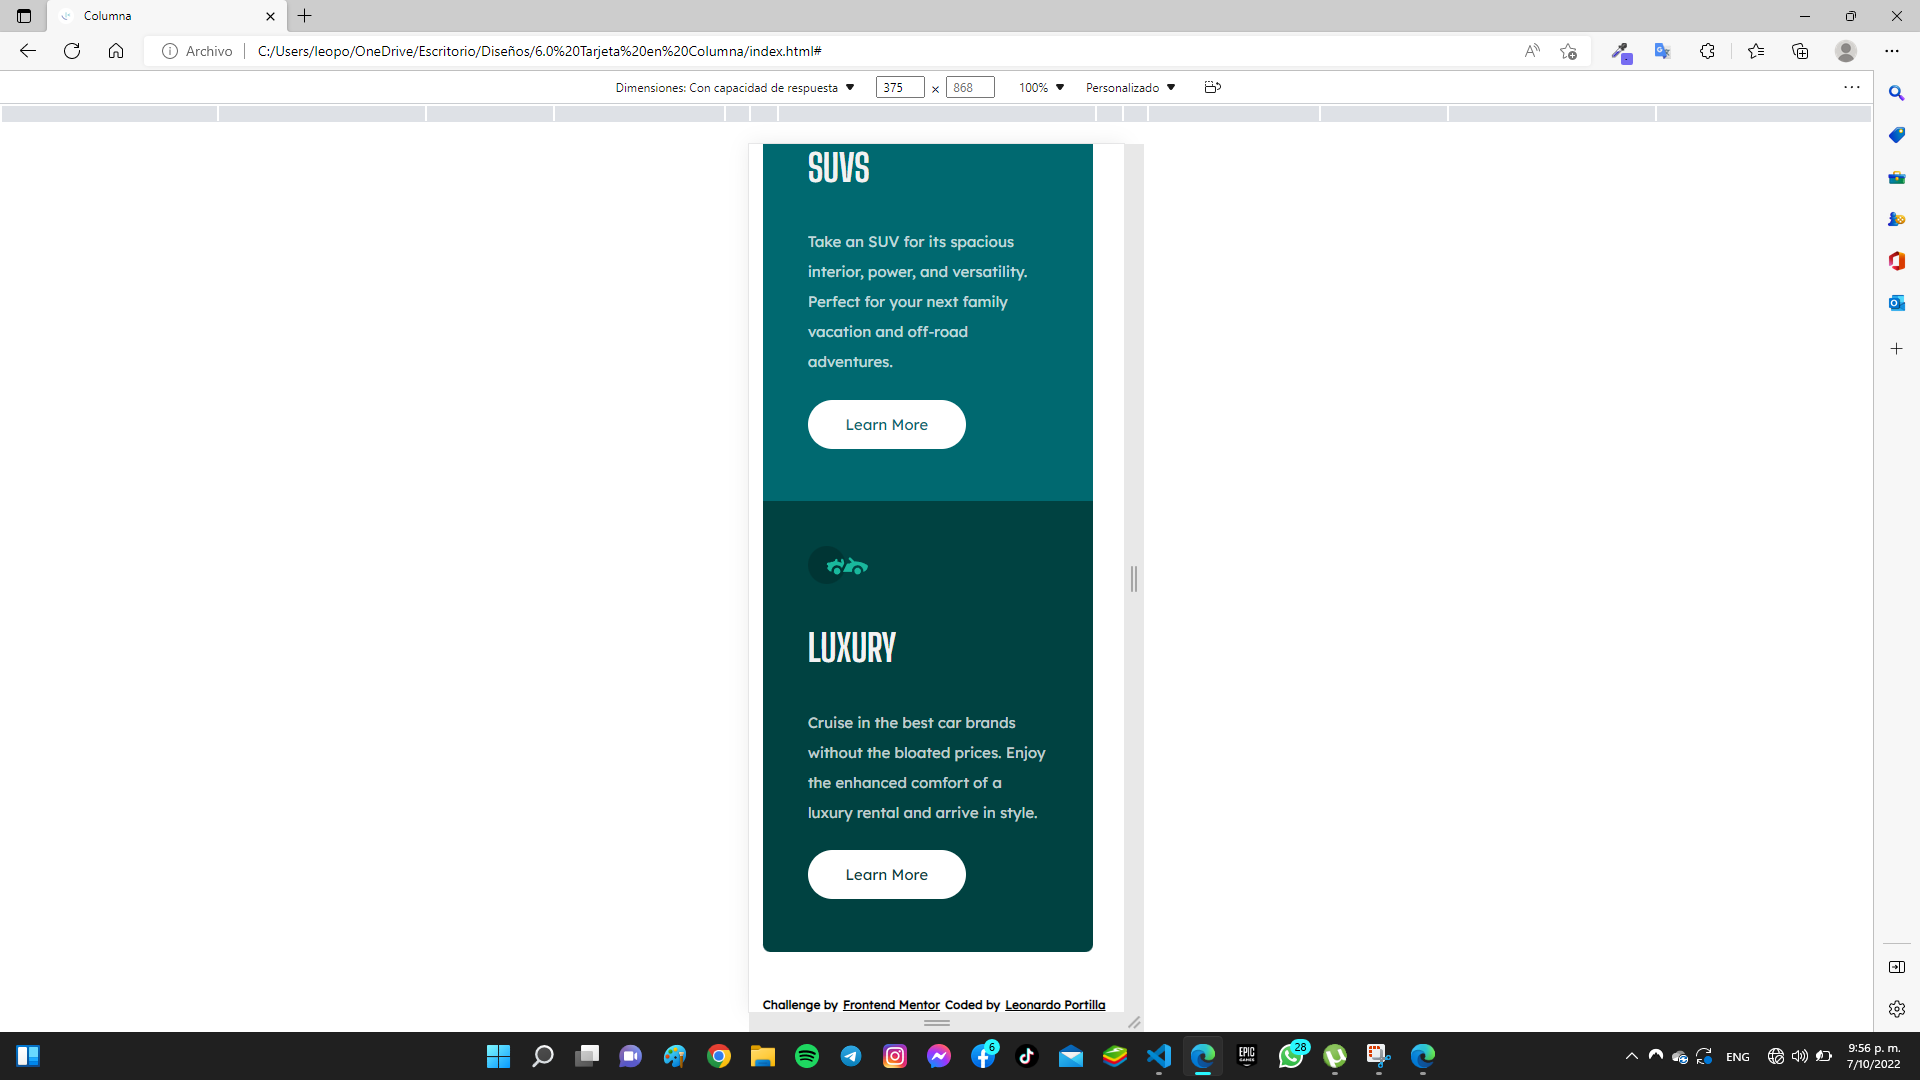 Columna
Archivo
C:/Users/leopo/OneDrive/Escritorio/Diseños/6.0%20Tarjeta%20en%20Columna/index.html#
Dimensiones: Con capacidad de respuesta
375 × 868
100%
Personalizado
SUVS
Take an SUV for its spacious
interior, power, and versatility.
Perfect for your next family
vacation and off-road
adventures.
Learn More
LUXURY
Cruise in the best car brands
without the bloated prices. Enjoy
the enhanced comfort of a
luxury rental and arrive in style.
Learn More
Challenge by Frontend Mentor Coded by Leonardo Portilla
6
EPIC
GAMES
28
ENG
9:56 p. m.
7/10/2022